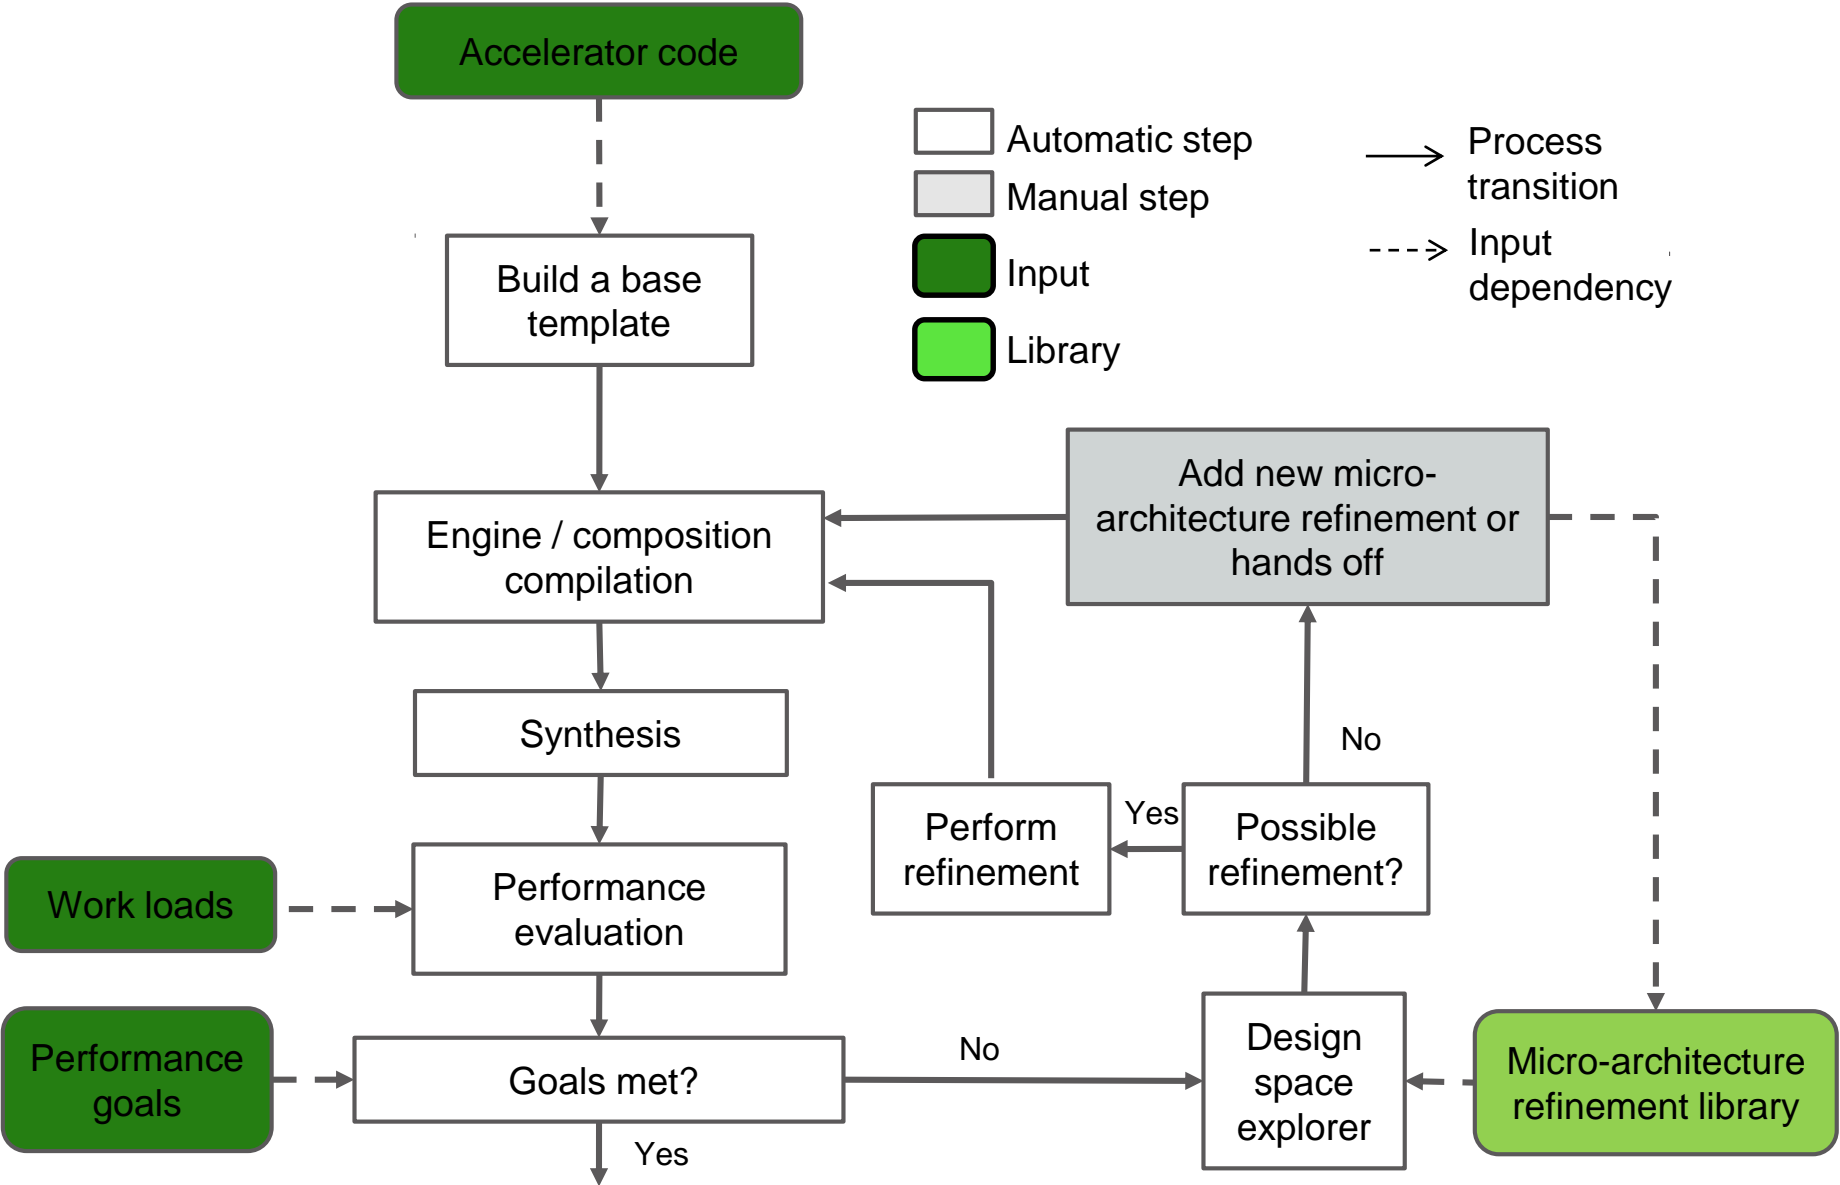 Accelerator code
Automatic step
Manual step
Input
Library
Process
transition
Input
dependency
Build a base
template
Engine / composition
compilation
Add new micro-
architecture refinement or
hands off
Synthesis
No
Perform
refinement
Yes
Possible
refinement?
Work loads
Performance
evaluation
Performance
goals
Goals met?
No
Design
space
explorer
Micro-architecture
refinement library
Yes